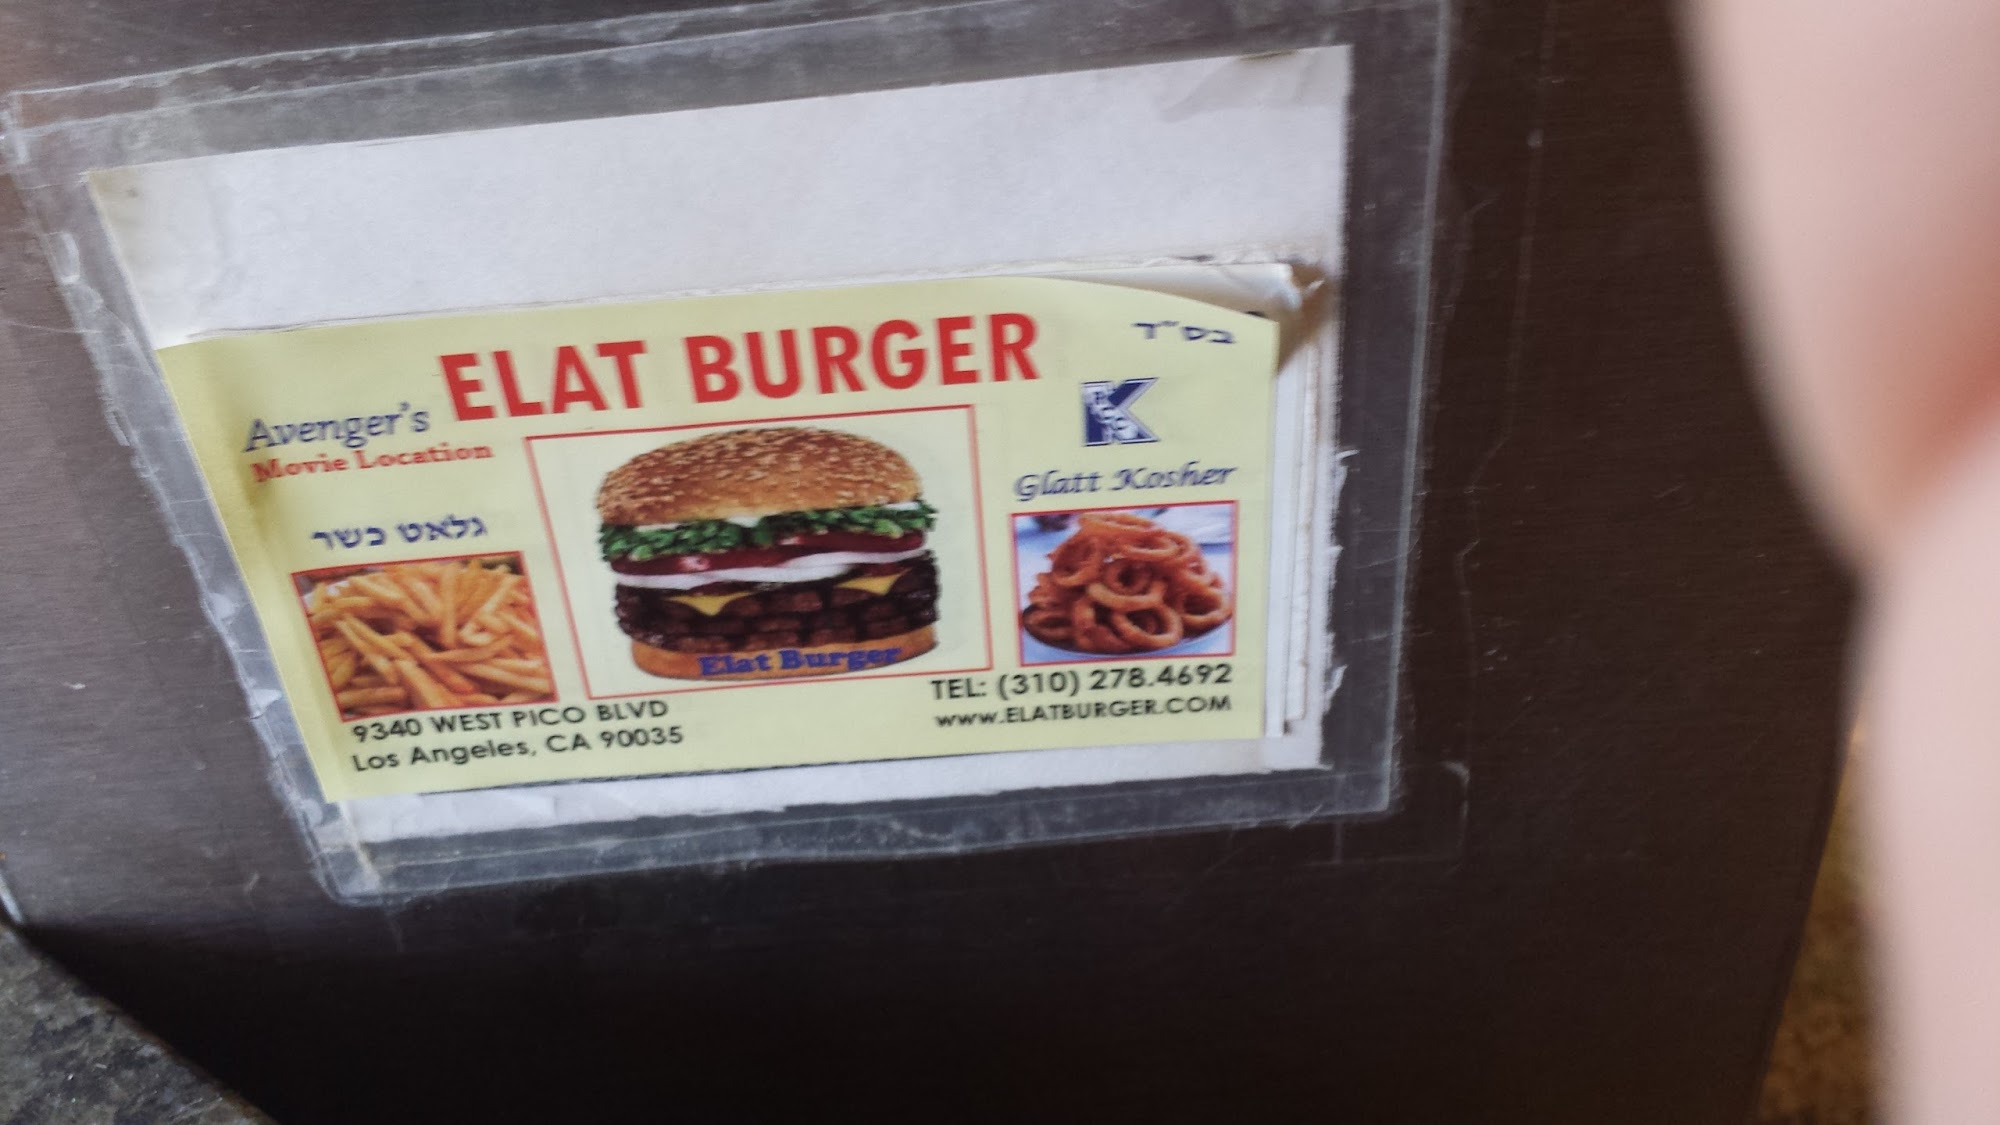 ELAT BURGER
בס"ד
Avenger's
Movie Location
גלאט כשר
K
Glatt Kosher
Elat Burger
9340 WEST PICO BLVD
Los Angeles, CA 90035
TEL: (310) 278.4692
www.ELATBURGER.COM